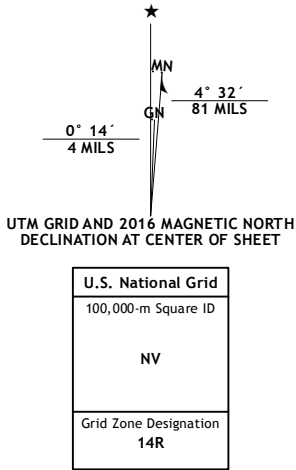 ★
MN
4° 32´
81 MILS
GN
0° 14´
4 MILS
UTM GRID AND 2016 MAGNETIC NORTH
DECLINATION AT CENTER OF SHEET
U.S. National Grid
100,000-m Square ID
NV
Grid Zone Designation
14R